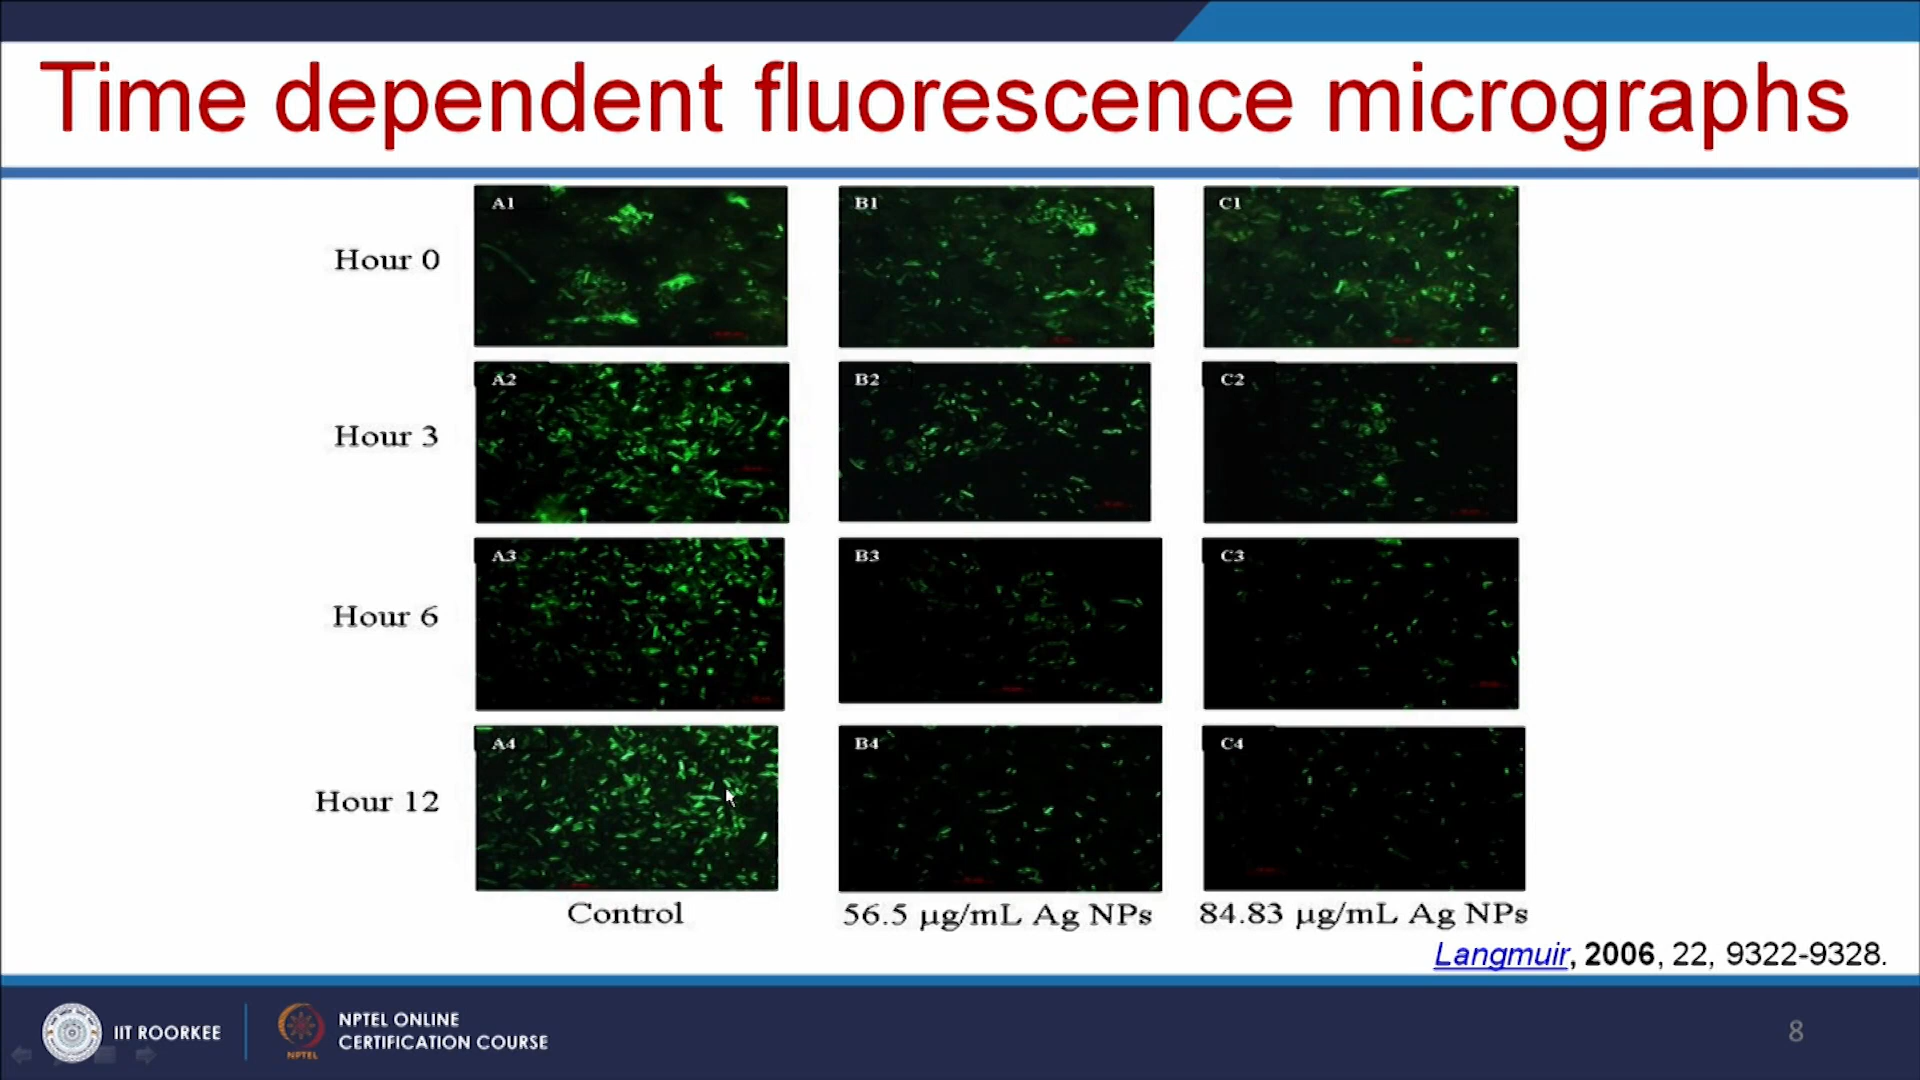 Time dependent fluorescence micrographs
A1
B1
C1
Hour 0
A2
B2
C2
Hour 3
A3
B3
C3
Hour 6
A4
B4
C4
Hour 12
Control
56.5 µg/mL Ag NPs
84.83 µg/mL Ag NPs
Langmuir, 2006, 22, 9322-9328.
IIT ROORKEE
NPTEL
NPTEL ONLINE
CERTIFICATION COURSE
8